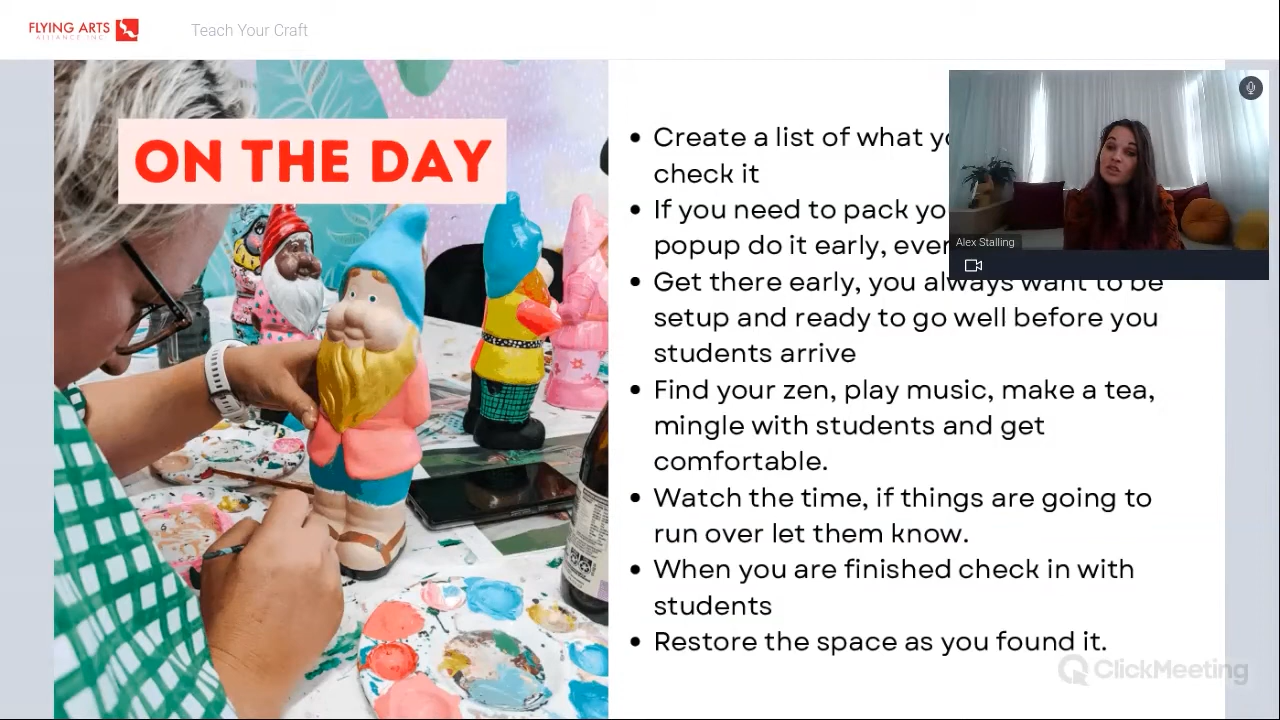 FLYING ARTS
ALLIANCE INC
Teach Your Craft
ON THE DAY
Alex Stalling
• Create a list of what
check it
• If you need to pack
popup do it early,
• Get there early, you always want to be
setup and ready to go well before you
students arrive
• Find your zen, play music, make a tea,
mingle with students and get
comfortable.
• Watch the time, if things are going to
run over let them know.
• When you are finished check in with
students
• Restore the space as you found it.
ClickMeeting